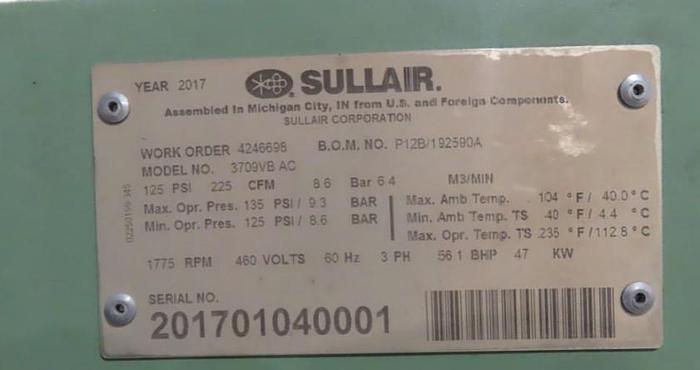 YEAR 2017 SULLAIR.
Assembled In Michigan City, IN from U.S. and Foreign Components.
SULLAIR CORPORATION
WORK ORDER 4246698 B.O.M. NO. P12B/192590A
MODEL NO. 3709VB AC
125 PSI 225 CFM 8.6 Bar 6.4 M3/MIN
Max. Opr. Pres. 135 PSI / 9.3 BAR
Min. Opr. Pres. 125 PSI / 8.6 BAR
Max. Amb Temp. 104 °F / 40.0 °C
Min. Amb Temp. TS 40 °F / 4.4 °C
Max. Opr. Temp. TS 235 °F / 112.8 °C
1775 RPM 460 VOLTS 60 Hz 3 PH 56.1 BHP 47 KW
SERIAL NO.
201701040001